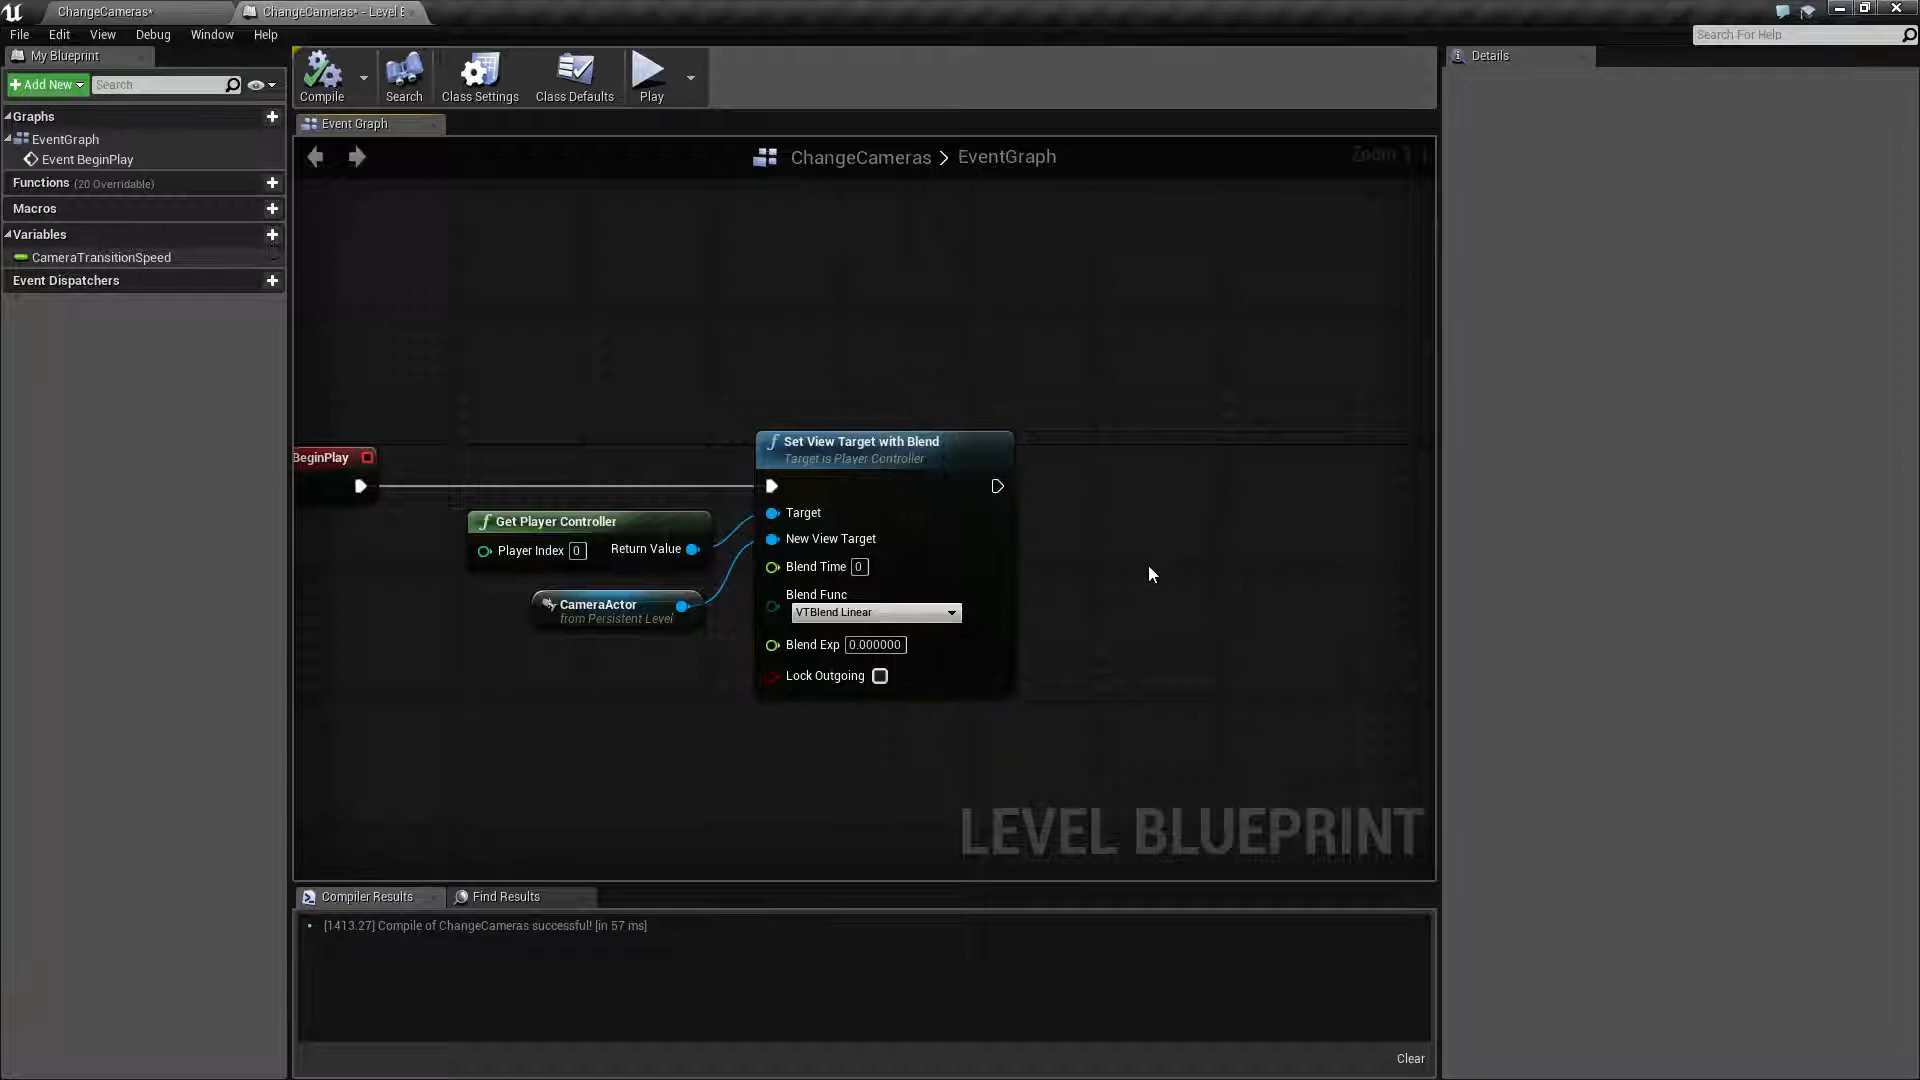 ChangeCameras*
ChangeCameras* - Level E
File Edit View Debug Window Help
Search For Help
My Blueprint
Add New
Search
Graphs
EventGraph
Event BeginPlay
Functions (20 Overridable)
Macros
Variables
CameraTransitionSpeed
Event Dispatchers
Compile
Search
Class Settings
Class Defaults
Play
Event Graph
ChangeCameras > EventGraph
Zoom 1:1
BeginPlay
Get Player Controller
Player Index 0
Return Value
CameraActor
from Persistent Level
Set View Target with Blend
Target is Player Controller
Target
New View Target
Blend Time 0
Blend Func
VTBlend Linear
Blend Exp 0.000000
Lock Outgoing
LEVEL BLUEPRINT
Compiler Results
Find Results
[1413.27] Compile of ChangeCameras successful! [in 57 ms]
Clear
Details